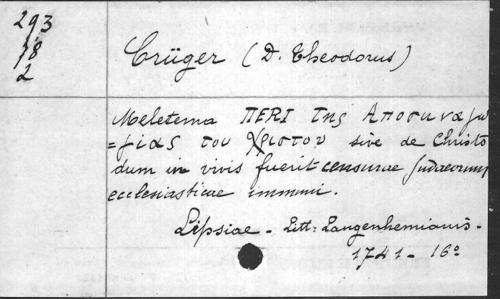 293
18
2
Crüger (D. Theodorus)
Meletema ΠΕΡΙ Της Αποσυναγω
=γιας του Χριστου sive de Christo
dum in vivis fuerit censurae Judaeorum
ecclesiasticae immuni.
Lipsiae - Litt: Langenhemianis -
1741 - 16º